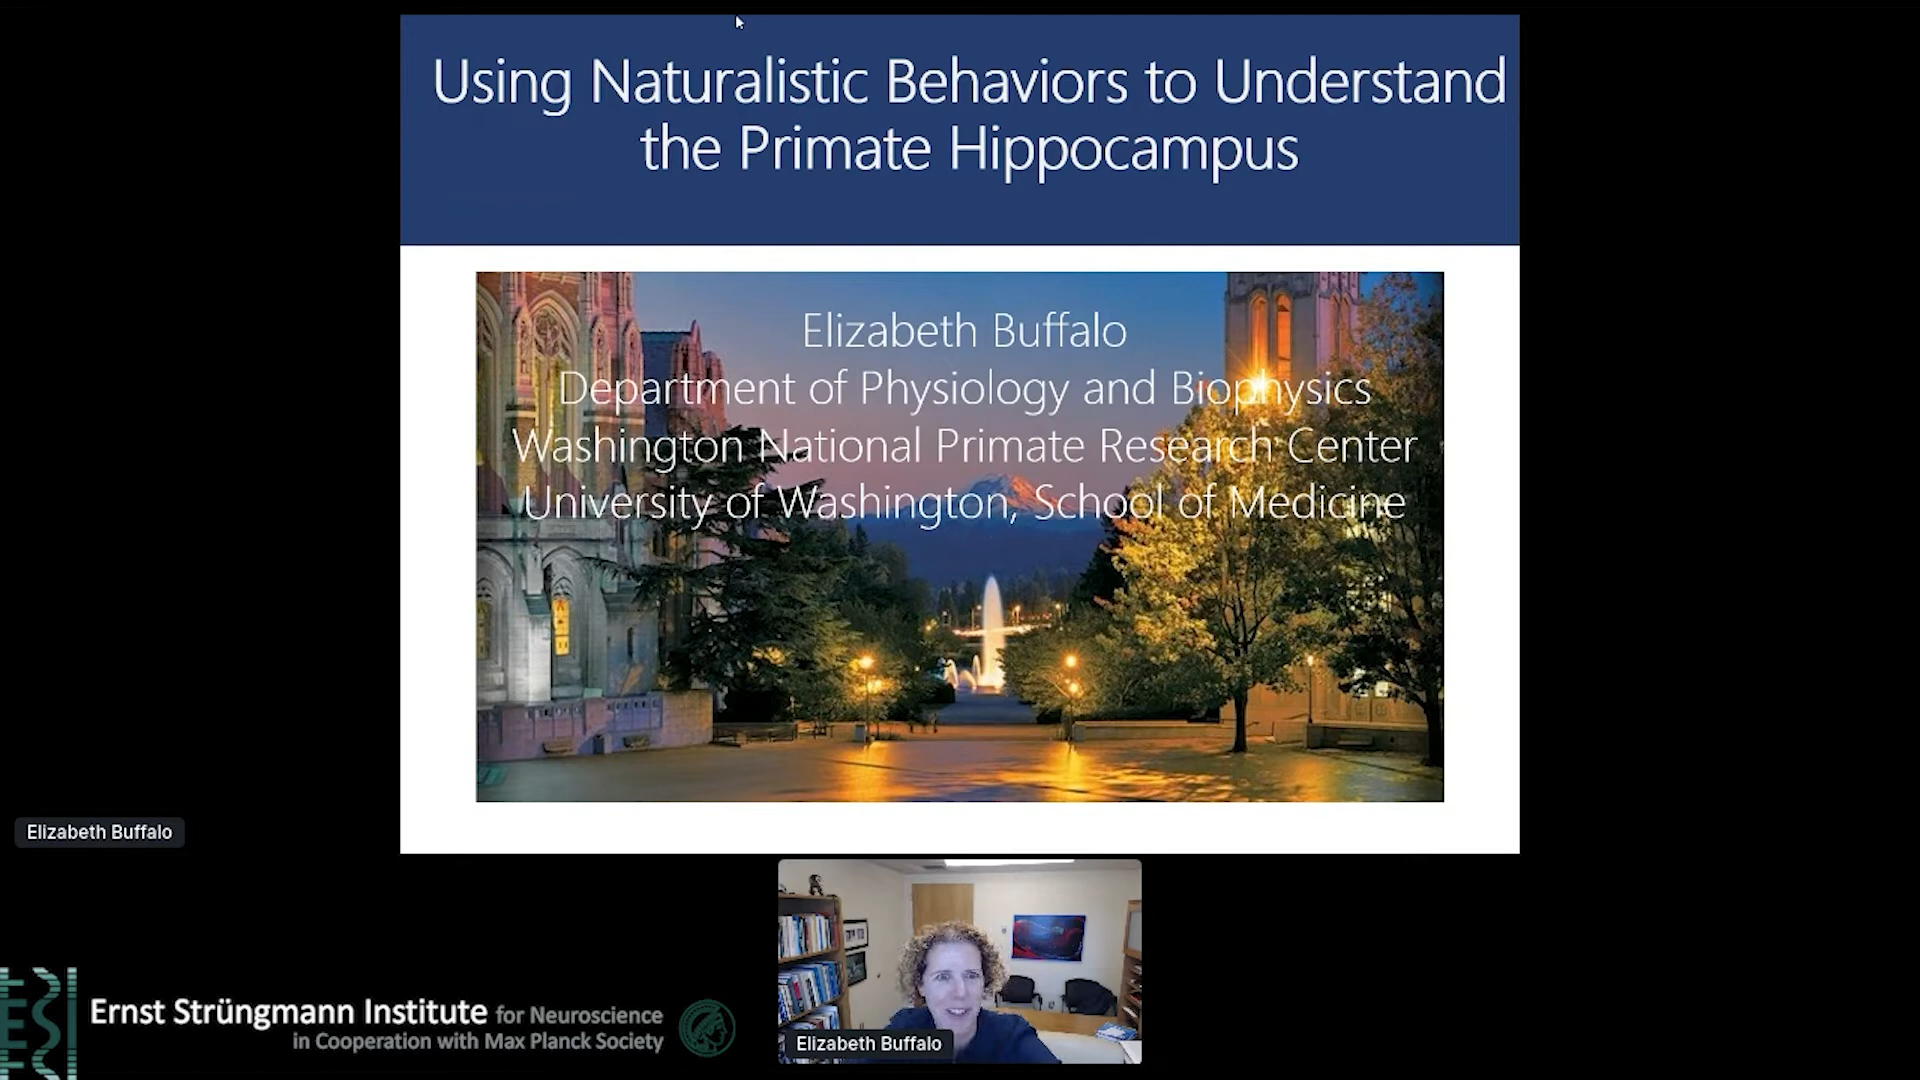 Using Naturalistic Behaviors to Understand
the Primate Hippocampus
Elizabeth Buffalo
Department of Physiology and Biophysics
Washington National Primate Research Center
University of Washington, School of Medicine
Elizabeth Buffalo
Elizabeth Buffalo
ESI
Ernst Strüngmann Institute for Neuroscience
in Cooperation with Max Planck Society